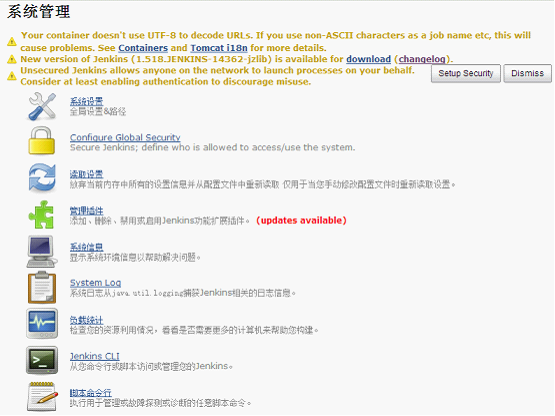 系统管理
Your container doesn't use UTF-8 to decode URLs. If you use non-ASCII characters as a job name etc, this will
cause problems. See Containers and Tomcat i18n for more details.
New version of Jenkins (1.518.JENKINS-14362-jzlib) is available for download (changelog).
Unsecured Jenkins allows anyone on the network to launch processes on your behalf.
Consider at least enabling authentication to discourage misuse.
Setup Security Dismiss
系统设置
全局设置&路径
Configure Global Security
Secure Jenkins; define who is allowed to access/use the system.
读取设置
放弃当前内存中所有的设置信息并从配置文件中重新读取 仅用于当您手动修改配置文件时重新读取设置。
管理插件
添加、删除、禁用或启用Jenkins功能扩展插件。 (updates available)
系统信息
显示系统环境信息以帮助解决问题。
System Log
系统日志从java.util.logging捕获Jenkins相关的日志信息。
负载统计
检查您的资源利用情况，看看是否需要更多的计算机来帮助您构建。
Jenkins CLI
从您命令行或脚本访问或管理您的Jenkins。
脚本命令行
执行用于管理或故障探测或诊断的任意脚本命令。